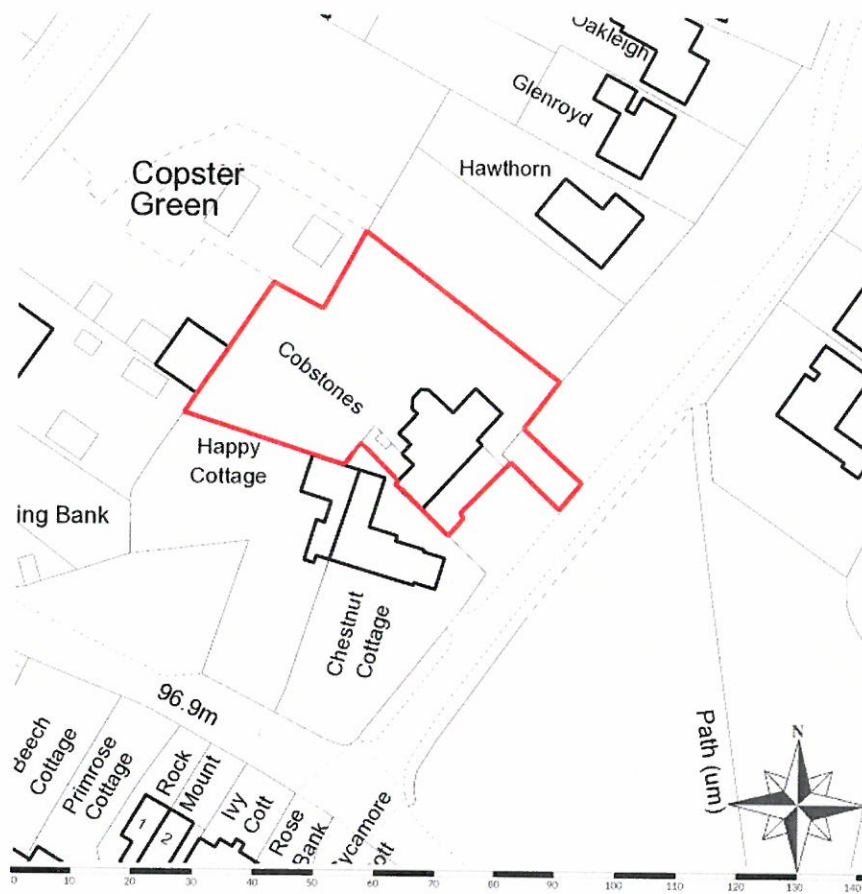 Oakleigh
Glenroyd
Hawthorn
Copster
Green
Cobstones
Happy
Cottage
ing Bank
Chestnut
Cottage
96.9m
Path (um)
Beech
Cottage
Primrose
Cottage
Rock
Mount
1
2
Ivy
Cott
Rose
Bank
Sycamore
ott
N
0 10 20 30 40 50 60 70 80 90 100 110 120 130 140